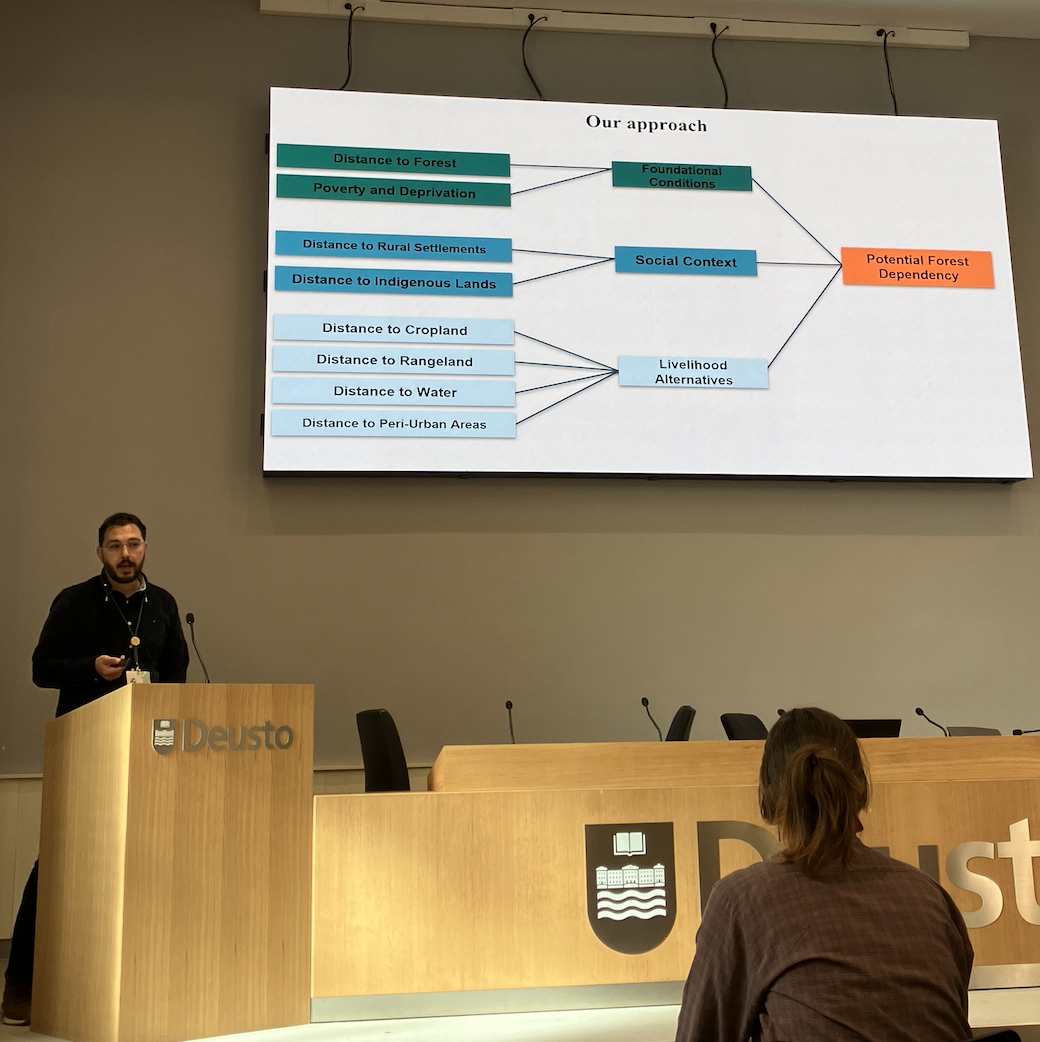 Our approach
Distance to Forest
Poverty and Deprivation
Distance to Rural Settlements
Distance to Indigenous Lands
Distance to Cropland
Distance to Rangeland
Distance to Water
Distance to Peri-Urban Areas
Foundational
Conditions
Social Context
Livelihood
Alternatives
Potential Forest
Dependency
Deusto